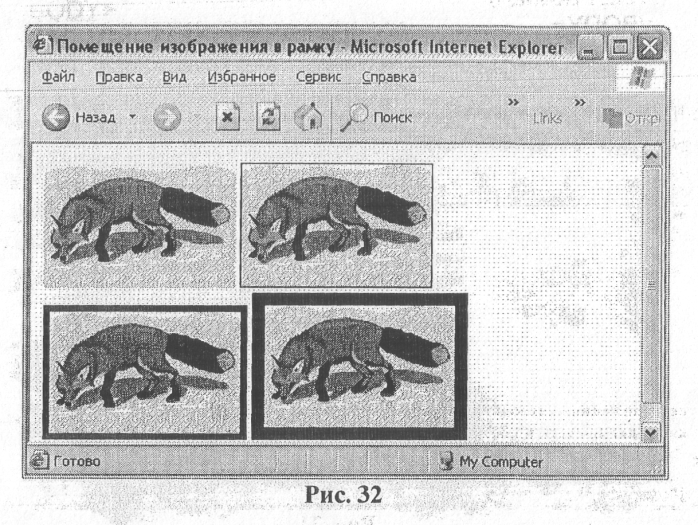 Помещение изображения в рамку - Microsoft Internet Explorer
Файл Правка Вид Избранное Сервис Справка
Назад Поиск » Links »
Готово My Computer
Рис. 32